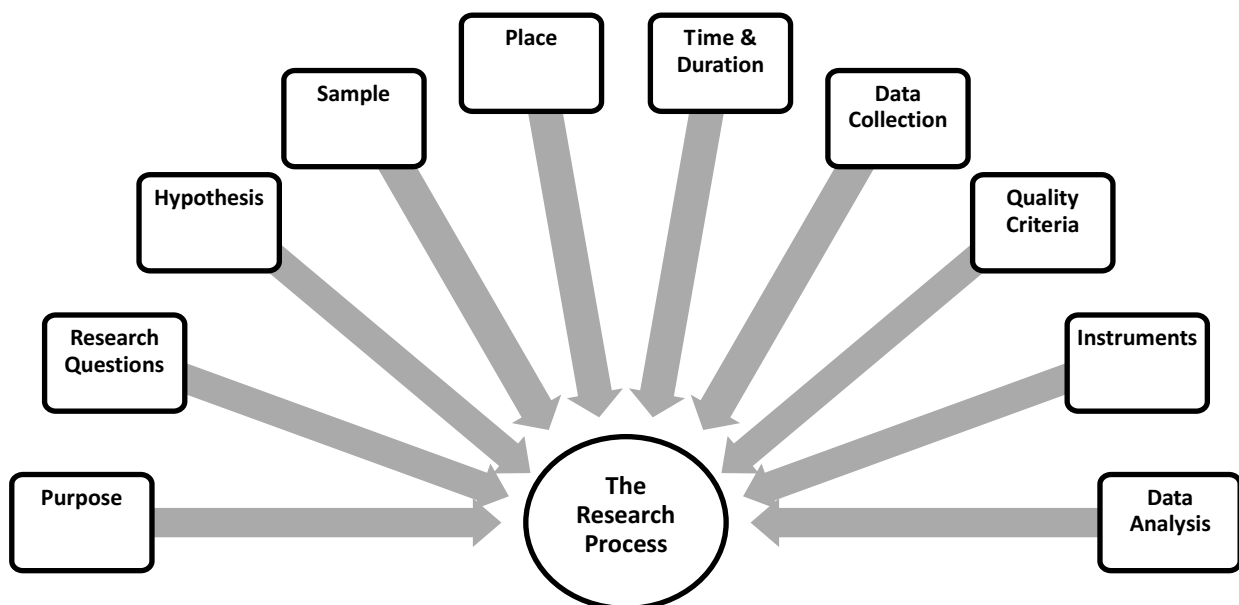 Purpose
Research
Questions
Hypothesis
Sample
Place
Time &
Duration
Data
Collection
Quality
Criteria
Instruments
Data
Analysis
The
Research
Process